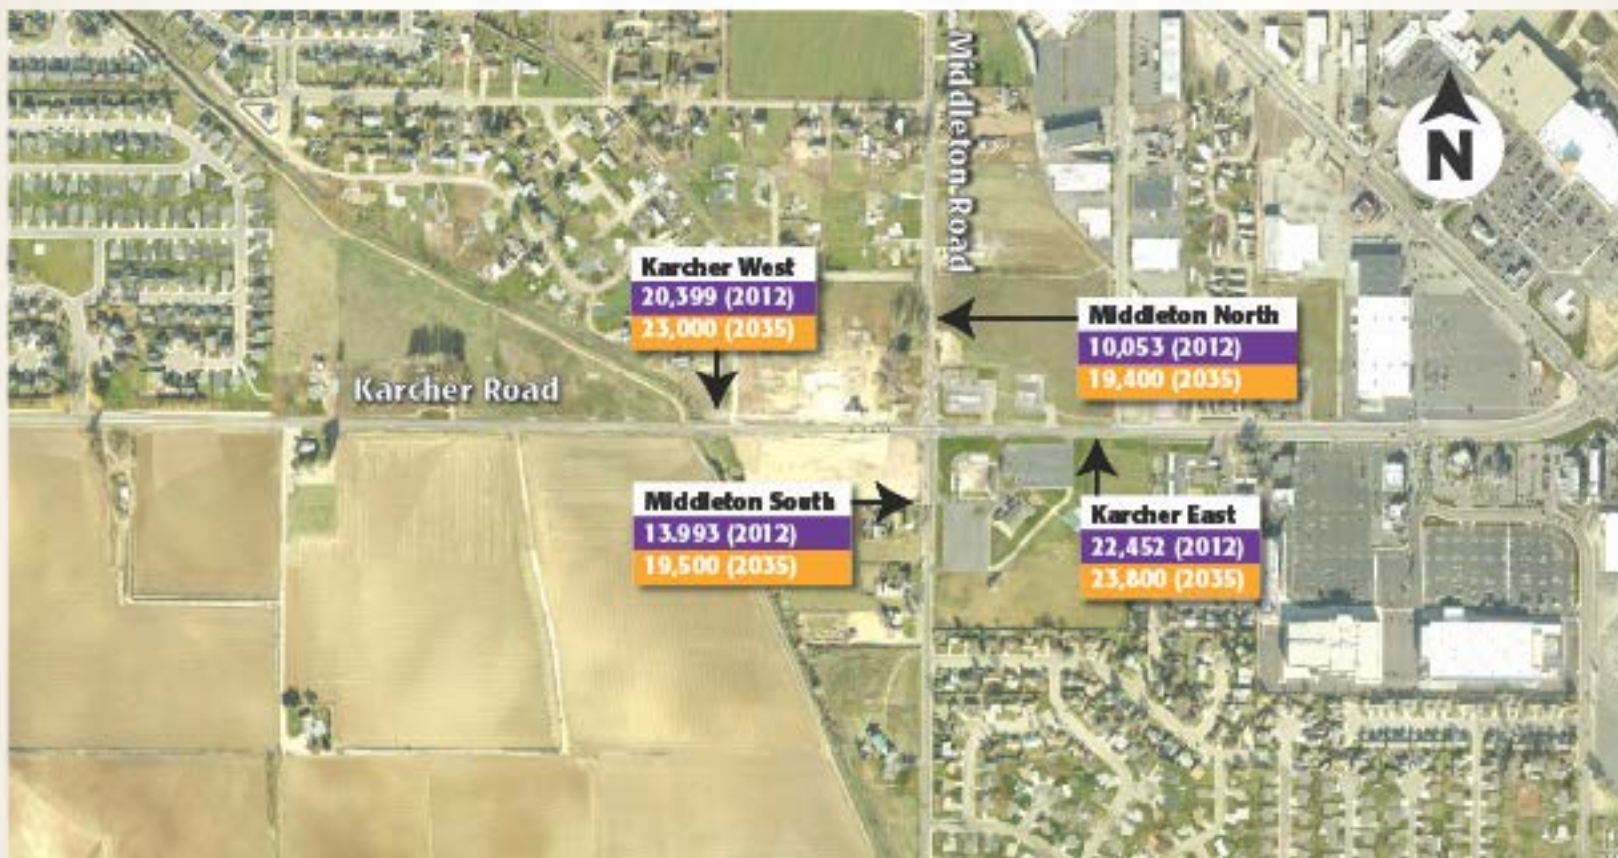 Middleton Road
N
Karcher West
20,399 (2012)
23,000 (2035)
Middleton North
10,053 (2012)
19,400 (2035)
Karcher Road
Middleton South
13.993 (2012)
19,500 (2035)
Karcher East
22,452 (2012)
23,800 (2035)